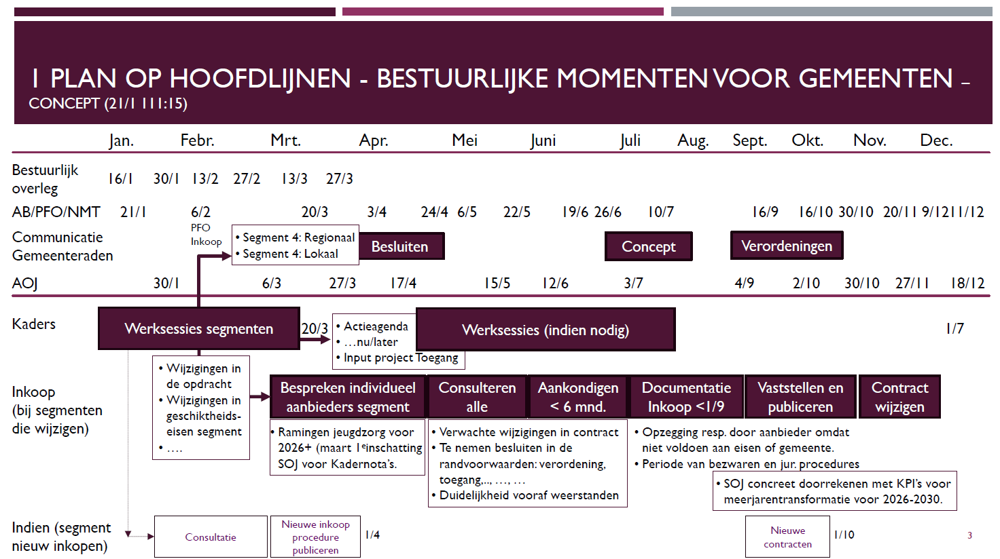 1 PLAN OP HOOFDLIJNEN - BESTUURLIJKE MOMENTEN VOOR GEMEENTEN –
CONCEPT (21/1 111:15)
Jan. Febr. Mrt. Apr. Mei Juni Juli Aug. Sept. Okt. Nov. Dec.
Bestuurlijk
overleg
16/1 30/1 13/2 27/2 13/3 27/3
AB/PFO/NMT 21/1 6/2 20/3 3/4 24/4 6/5 22/5 19/6 26/6 10/7 16/9 16/10 30/10 20/11 9/12 11/12
PFO
Inkoop
Communicatie
Gemeenteraden
• Segment 4: Regionaal
• Segment 4: Lokaal
Besluiten
Concept
Verordeningen
AOJ 30/1 6/3 27/3 17/4 15/5 12/6 3/7 4/9 2/10 30/10 27/11 18/12
Kaders
Werksessies segmenten
20/3
• Actieagenda
• …nu/later
• Input project Toegang
Werksessies (indien nodig)
1/7
• Wijzigingen in
de opdracht
• Wijzigingen in
geschiktheids-
eisen segment
• ….
Inkoop
(bij segmenten
die wijzigen)
Bespreken individueel
aanbieders segment
Consulteren
alle
Aankondigen
< 6 mnd.
Documentatie
Inkoop <1/9
Vaststellen en
publiceren
Contract
wijzigen
• Ramingen jeugdzorg voor
2026+ (maart 1e inschatting
SOJ voor Kadernota's.
• Verwachte wijzigingen in contract
• Te nemen besluiten in de
randvoorwaarden: verordening,
toegang,.., …, …
• Duidelijkheid vooraf weerstanden
• Opzegging resp. door aanbieder omdat
niet voldoen aan eisen of gemeente.
• Periode van bezwaren en jur. procedures
• SOJ concreet doorrekenen met KPI's voor
meerjarentransformatie voor 2026-2030.
Indien (segment
nieuw inkopen)
Consultatie
Nieuwe inkoop
procedure
publiceren
1/4
Nieuwe
contracten
1/10
3